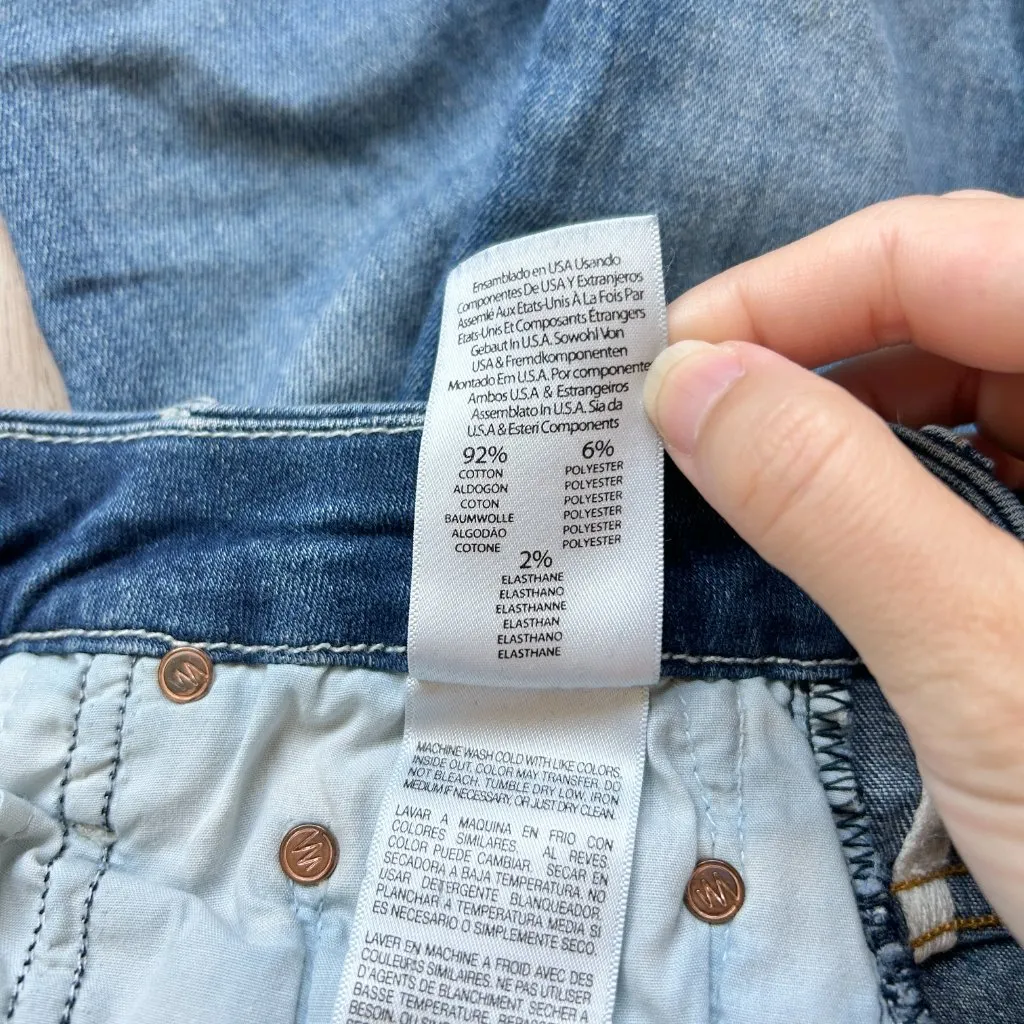 Ensamblado en USA Usando
Componentes De USA Y Extranjeros
Assemlé Aux Etats-Unis À La Fois Par
Etats-Unis Et Composants Étrangers
Gebaut In U.S.A. Sowohl Von
USA & Fremdkomponenten
Montado Em U.S.A. Por componente
Ambos U.S.A & Estrangeiros
Assemblato In U.S.A. Sia da
U.S.A & Esteri Components
92%
COTTON
ALDOGÓN
COTON
BAUMWOLLE
ALGODÃO
COTONE
6%
POLYESTER
POLYESTER
POLYESTER
POLYESTER
POLYESTER
POLYESTER
2%
ELASTHANE
ELASTHANO
ELASTHANNE
ELASTHAN
ELASTHANO
ELASTHANE
MACHINE WASH COLD WITH LIKE COLORS,
INSIDE OUT, COLOR MAY TRANSFER. DO
NOT BLEACH. TUMBLE DRY LOW, IRON
MEDIUM IF NECESSARY, OR JUST DRY CLEAN.
LAVAR A MAQUINA EN FRIO CON
COLORES SIMILARES. AL REVES,
COLOR PUEDE CAMBIAR. SECAR EN
SECADORA A BAJA TEMPERATURA. NO
USAR DETERGENTE BLANQUEADOR.
PLANCHAR A TEMPERATURA MEDIA SI
ES NECESARIO O SIMPLEMENTE SECO.
LAVER EN MACHINE A FROID AVEC DES
COULEURS SIMILAIRES. NE PAS UTILISER
D'AGENTS DE BLANCHIMENT. SECHER A
BASSE TEMPERATURE,
BESOIN, OU